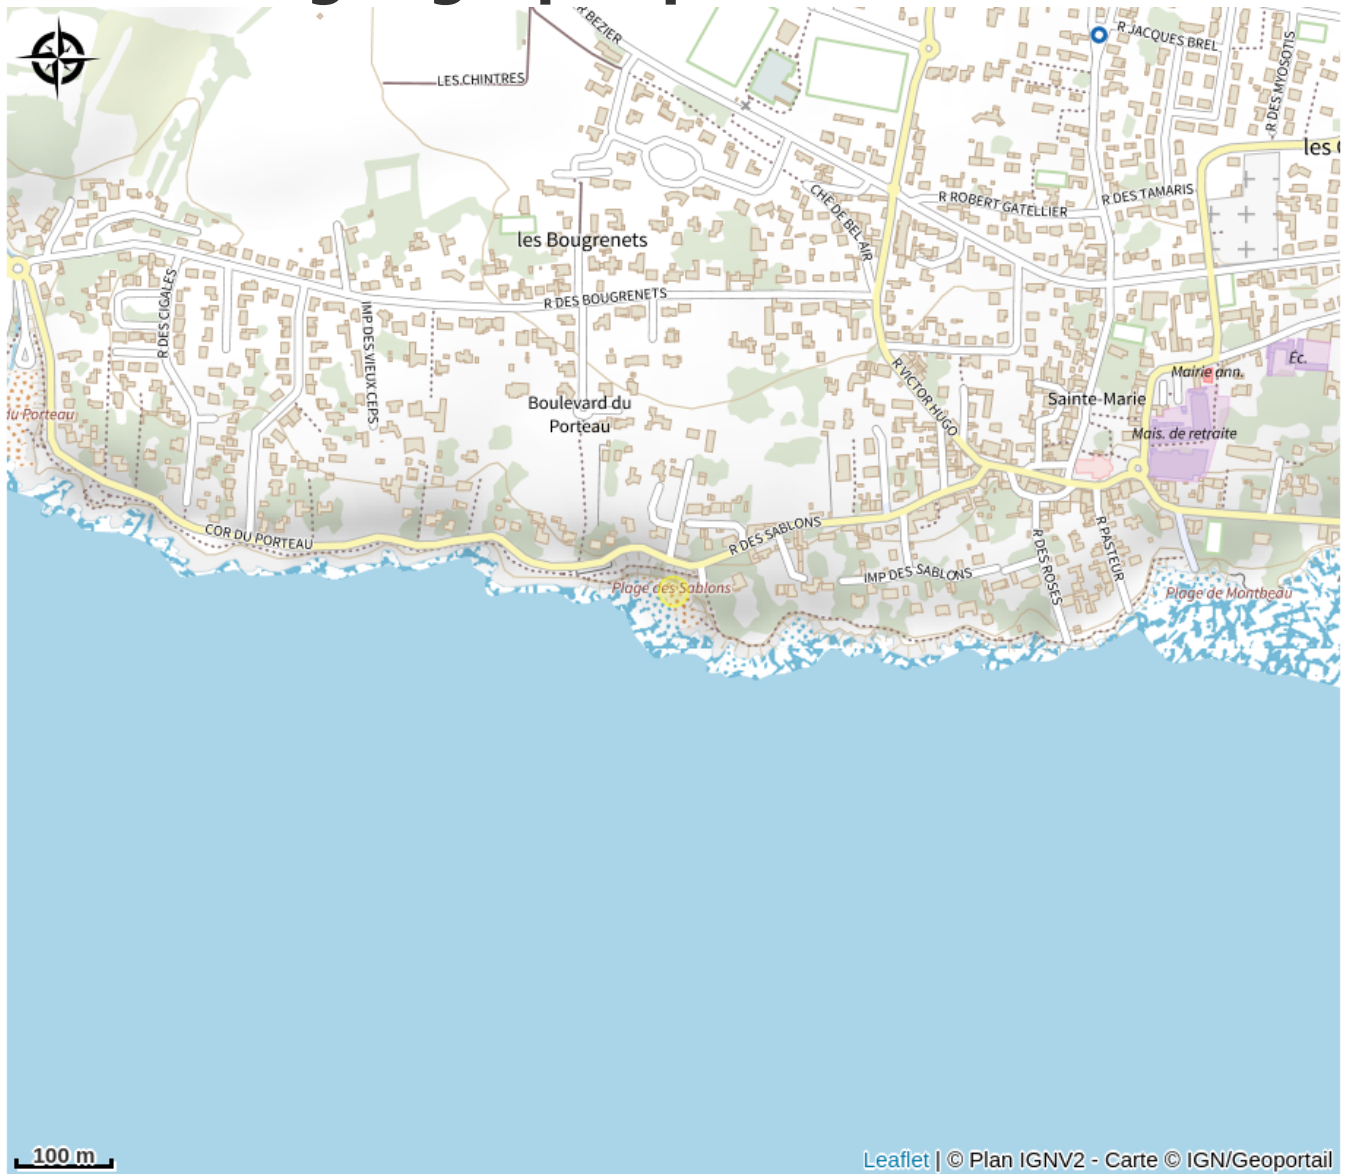 R BEZIER
R JACQUES BREL
LES CHINTRES
R DES MYOSOTIS
les
CHE DE BEL AIR
R ROBERT GATELLIER
R DES TAMARIS
les Bougrenets
R DES CIGALES
R DES BOUGRENETS
IMP DES VIEUX CEPS
R VICTOR HUGO
Éc.
Mairie ann.
Boulevard du
Porteau
Sainte-Marie
du Porteau
Mais. de retraite
COR DU PORTEAU
R DES SABLONS
IMP DES SABLONS
R DES ROSES
R PASTEUR
Plage des Sablons
Plage de Montbeau
100 m
Leaflet | © Plan IGNV2 - Carte © IGN/Geoportail